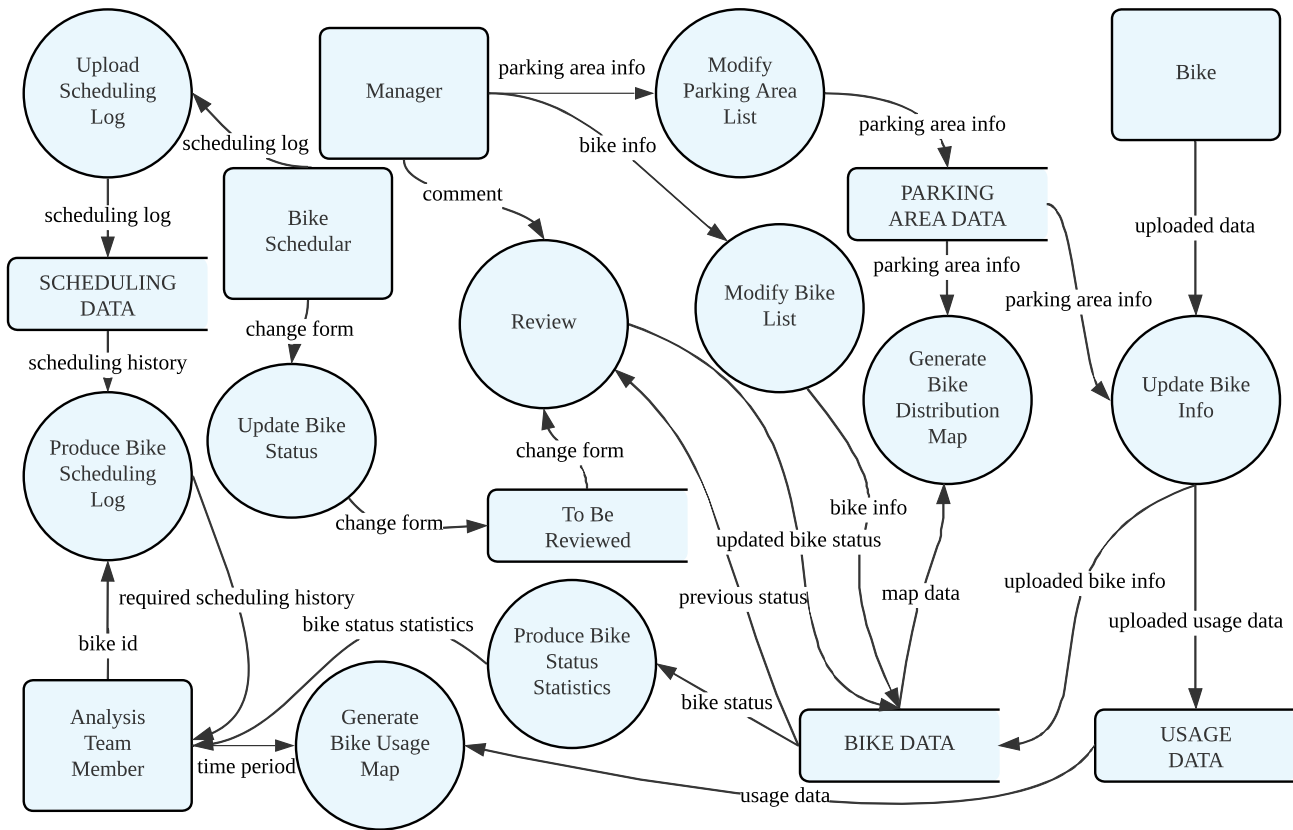 Upload
Scheduling
Log
Manager
parking area info
Modify
Parking Area
List
Bike
scheduling log
bike info
parking area info
comment
scheduling log
Bike
Schedular
PARKING
AREA DATA
uploaded data
SCHEDULING
DATA
parking area info
Modify Bike
List
parking area info
change form
Review
scheduling history
Generate
Bike
Distribution
Map
Update Bike
Info
Produce Bike
Scheduling
Log
Update Bike
Status
change form
change form
To Be
Reviewed
bike info
updated bike status
uploaded bike info
required scheduling history
previous status
map data
bike status statistics
uploaded usage data
bike id
Produce Bike
Status
Statistics
bike status
Analysis
Team
Member
Generate
Bike Usage
Map
BIKE DATA
USAGE
DATA
time period
usage data